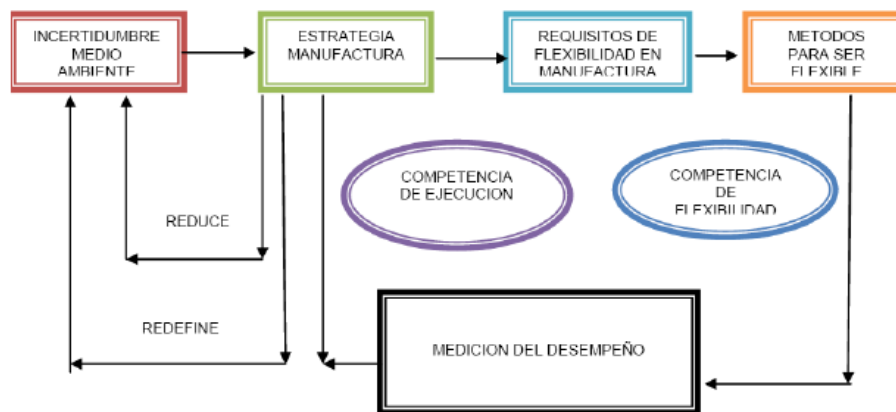 INCERTIDUMBRE
MEDIO
AMBIENTE
ESTRATEGIA
MANUFACTURA
REQUISITOS DE
FLEXIBILIDAD EN
MANUFACTURA
METODOS
PARA SER
FLEXIBLE
COMPETENCIA
DE EJECUCION
COMPETENCIA
DE
FLEXIBILIDAD
REDUCE
REDEFINE
MEDICION DEL DESEMPEÑO